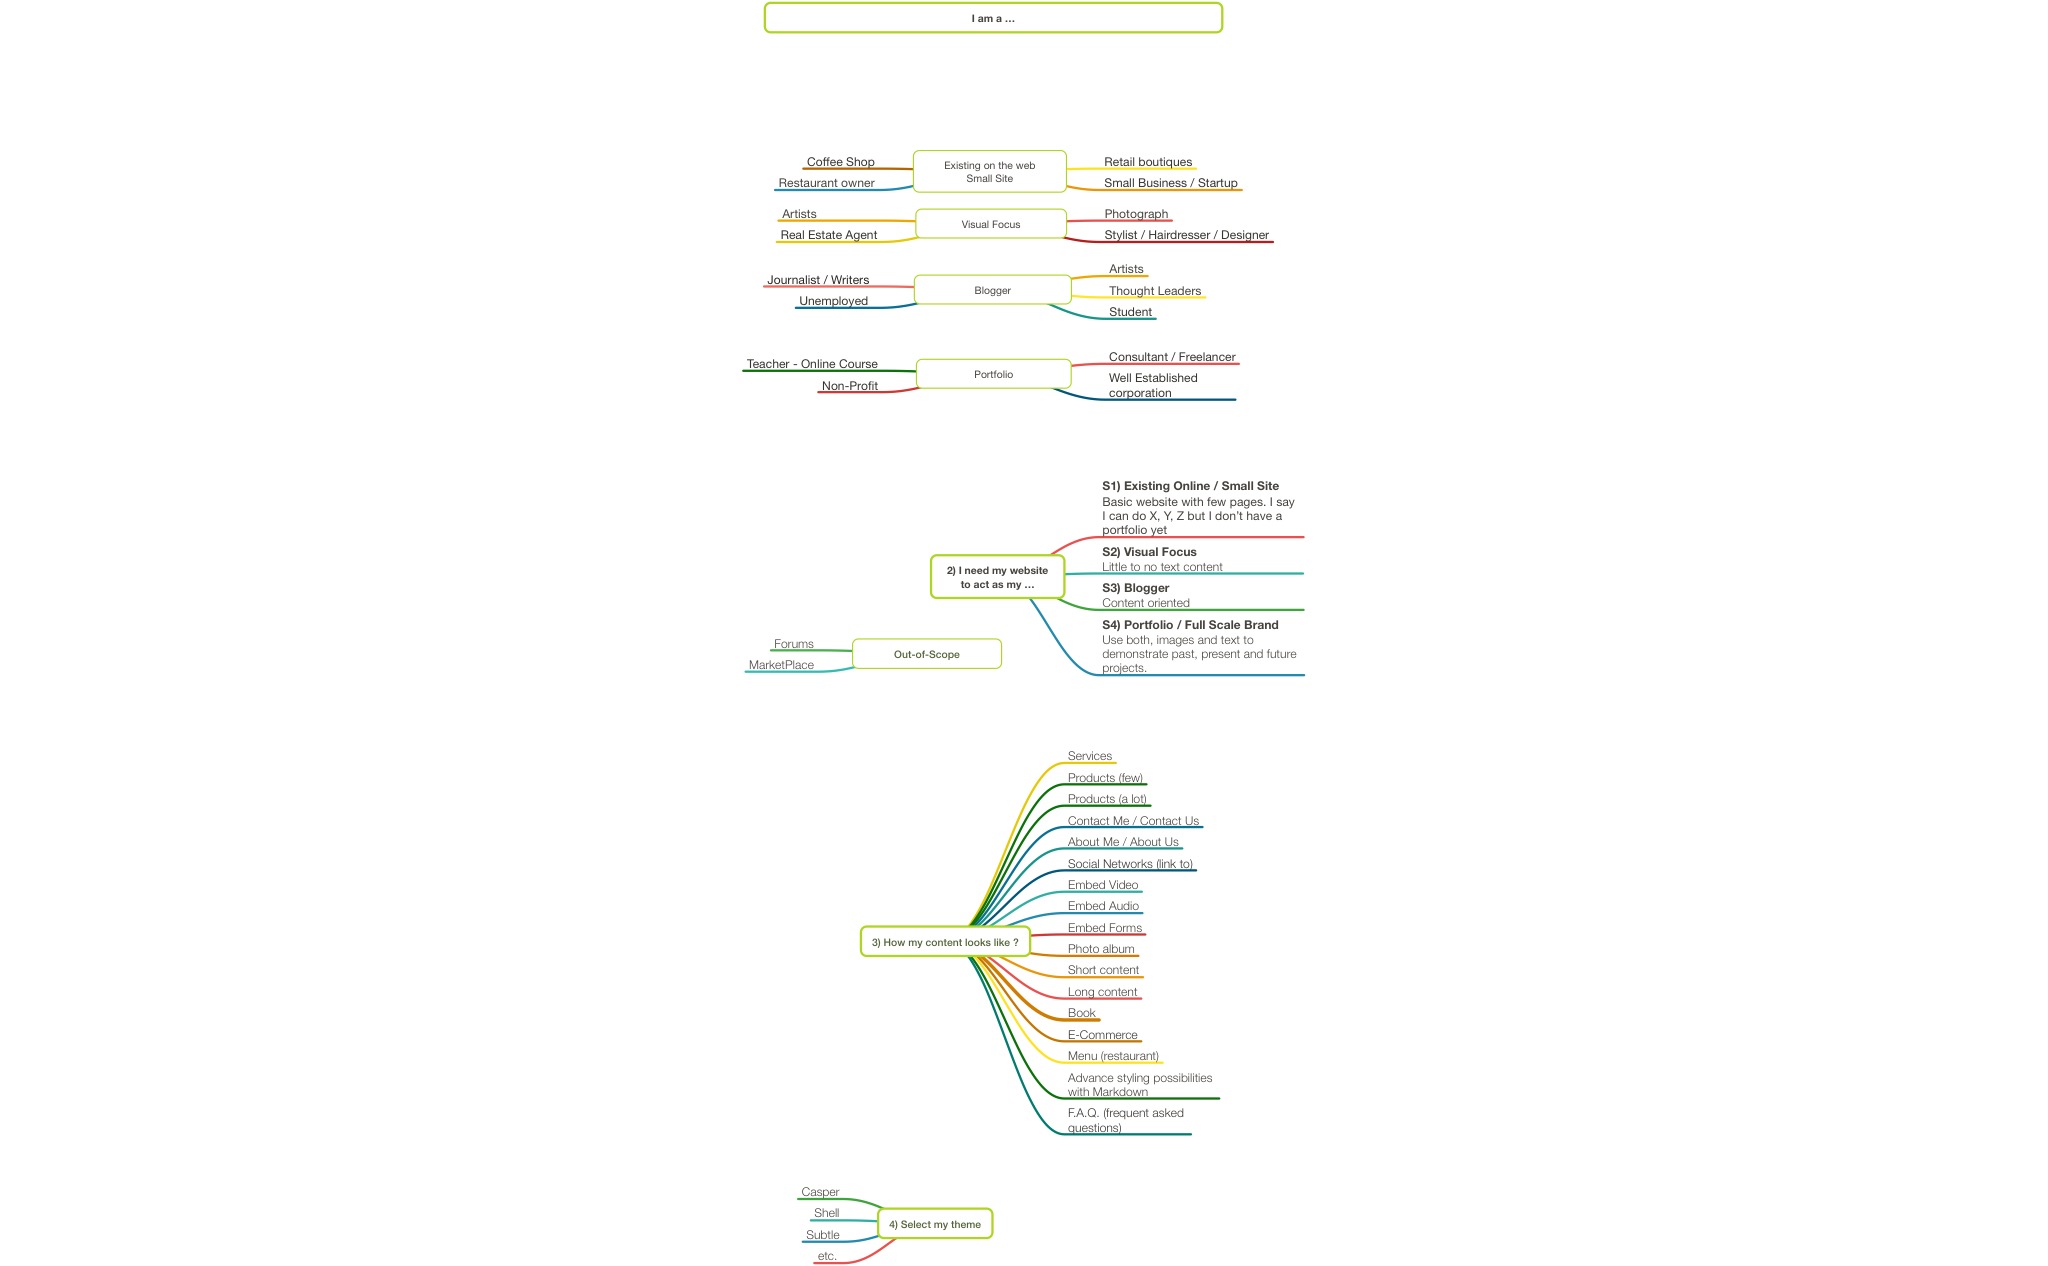 I am a ...
Coffee Shop
Restaurant owner
Existing on the web
Small Site
Retail boutiques
Small Business / Startup
Artists
Real Estate Agent
Visual Focus
Photograph
Stylist / Hairdresser / Designer
Journalist / Writers
Unemployed
Blogger
Artists
Thought Leaders
Student
Teacher - Online Course
Non-Profit
Portfolio
Consultant / Freelancer
Well Established
corporation
2) I need my website
to act as my ...
S1) Existing Online / Small Site
Basic website with few pages. I say
I can do X, Y, Z but I don't have a
portfolio yet
S2) Visual Focus
Little to no text content
S3) Blogger
Content oriented
S4) Portfolio / Full Scale Brand
Use both, images and text to
demonstrate past, present and future
projects.
Forums
MarketPlace
Out-of-Scope
3) How my content looks like ?
Services
Products (few)
Products (a lot)
Contact Me / Contact Us
About Me / About Us
Social Networks (link to)
Embed Video
Embed Audio
Embed Forms
Photo album
Short content
Long content
Book
E-Commerce
Menu (restaurant)
Advance styling possibilities
with Markdown
F.A.Q. (frequent asked
questions)
Casper
Shell
Subtle
etc.
4) Select my theme